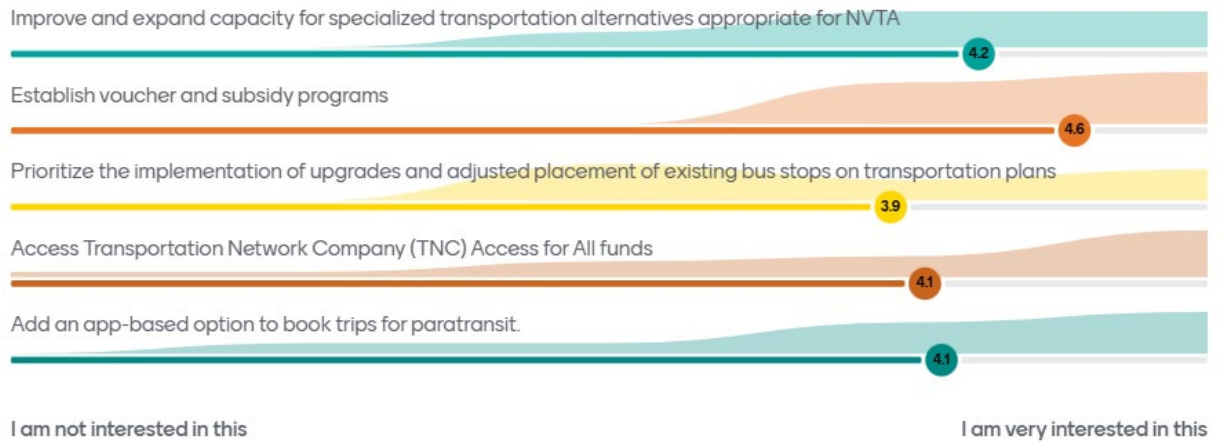 Improve and expand capacity for specialized transportation alternatives appropriate for NVTA
4.2
Establish voucher and subsidy programs
4.6
Prioritize the implementation of upgrades and adjusted placement of existing bus stops on transportation plans
3.9
Access Transportation Network Company (TNC) Access for All funds
4.1
Add an app-based option to book trips for paratransit.
4.1
I am not interested in this I am very interested in this